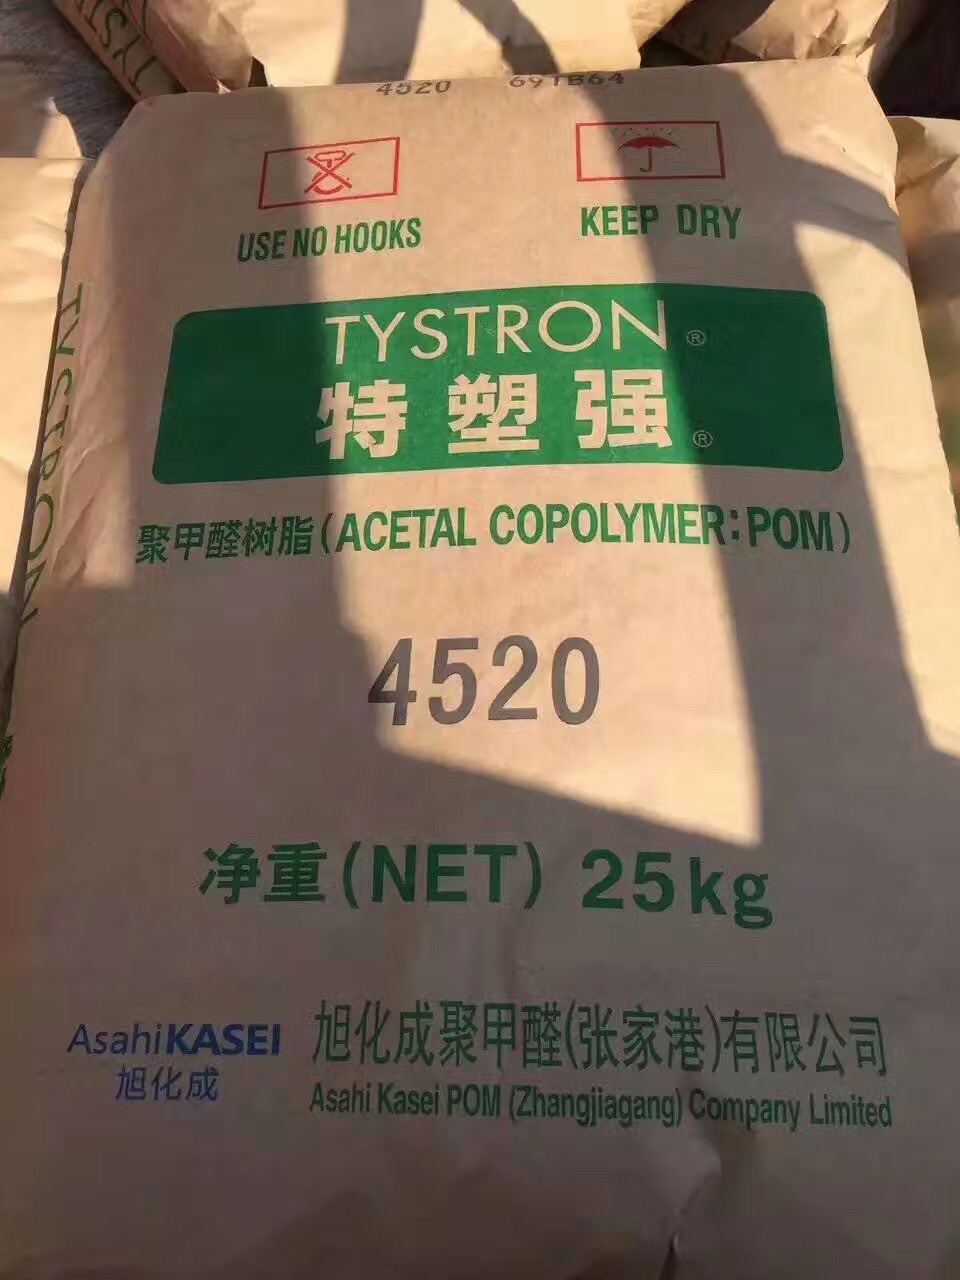 4520 69TB64
USE NO HOOKS
KEEP DRY
TYSTRON®
特塑强®
聚甲醛树脂(ACETAL COPOLYMER:POM)
4520
净重(NET) 25kg
AsahiKASEI
旭化成
旭化成聚甲醛(张家港)有限公司
Asahi Kasei POM (Zhangjiagang) Company Limited
TYSTRON